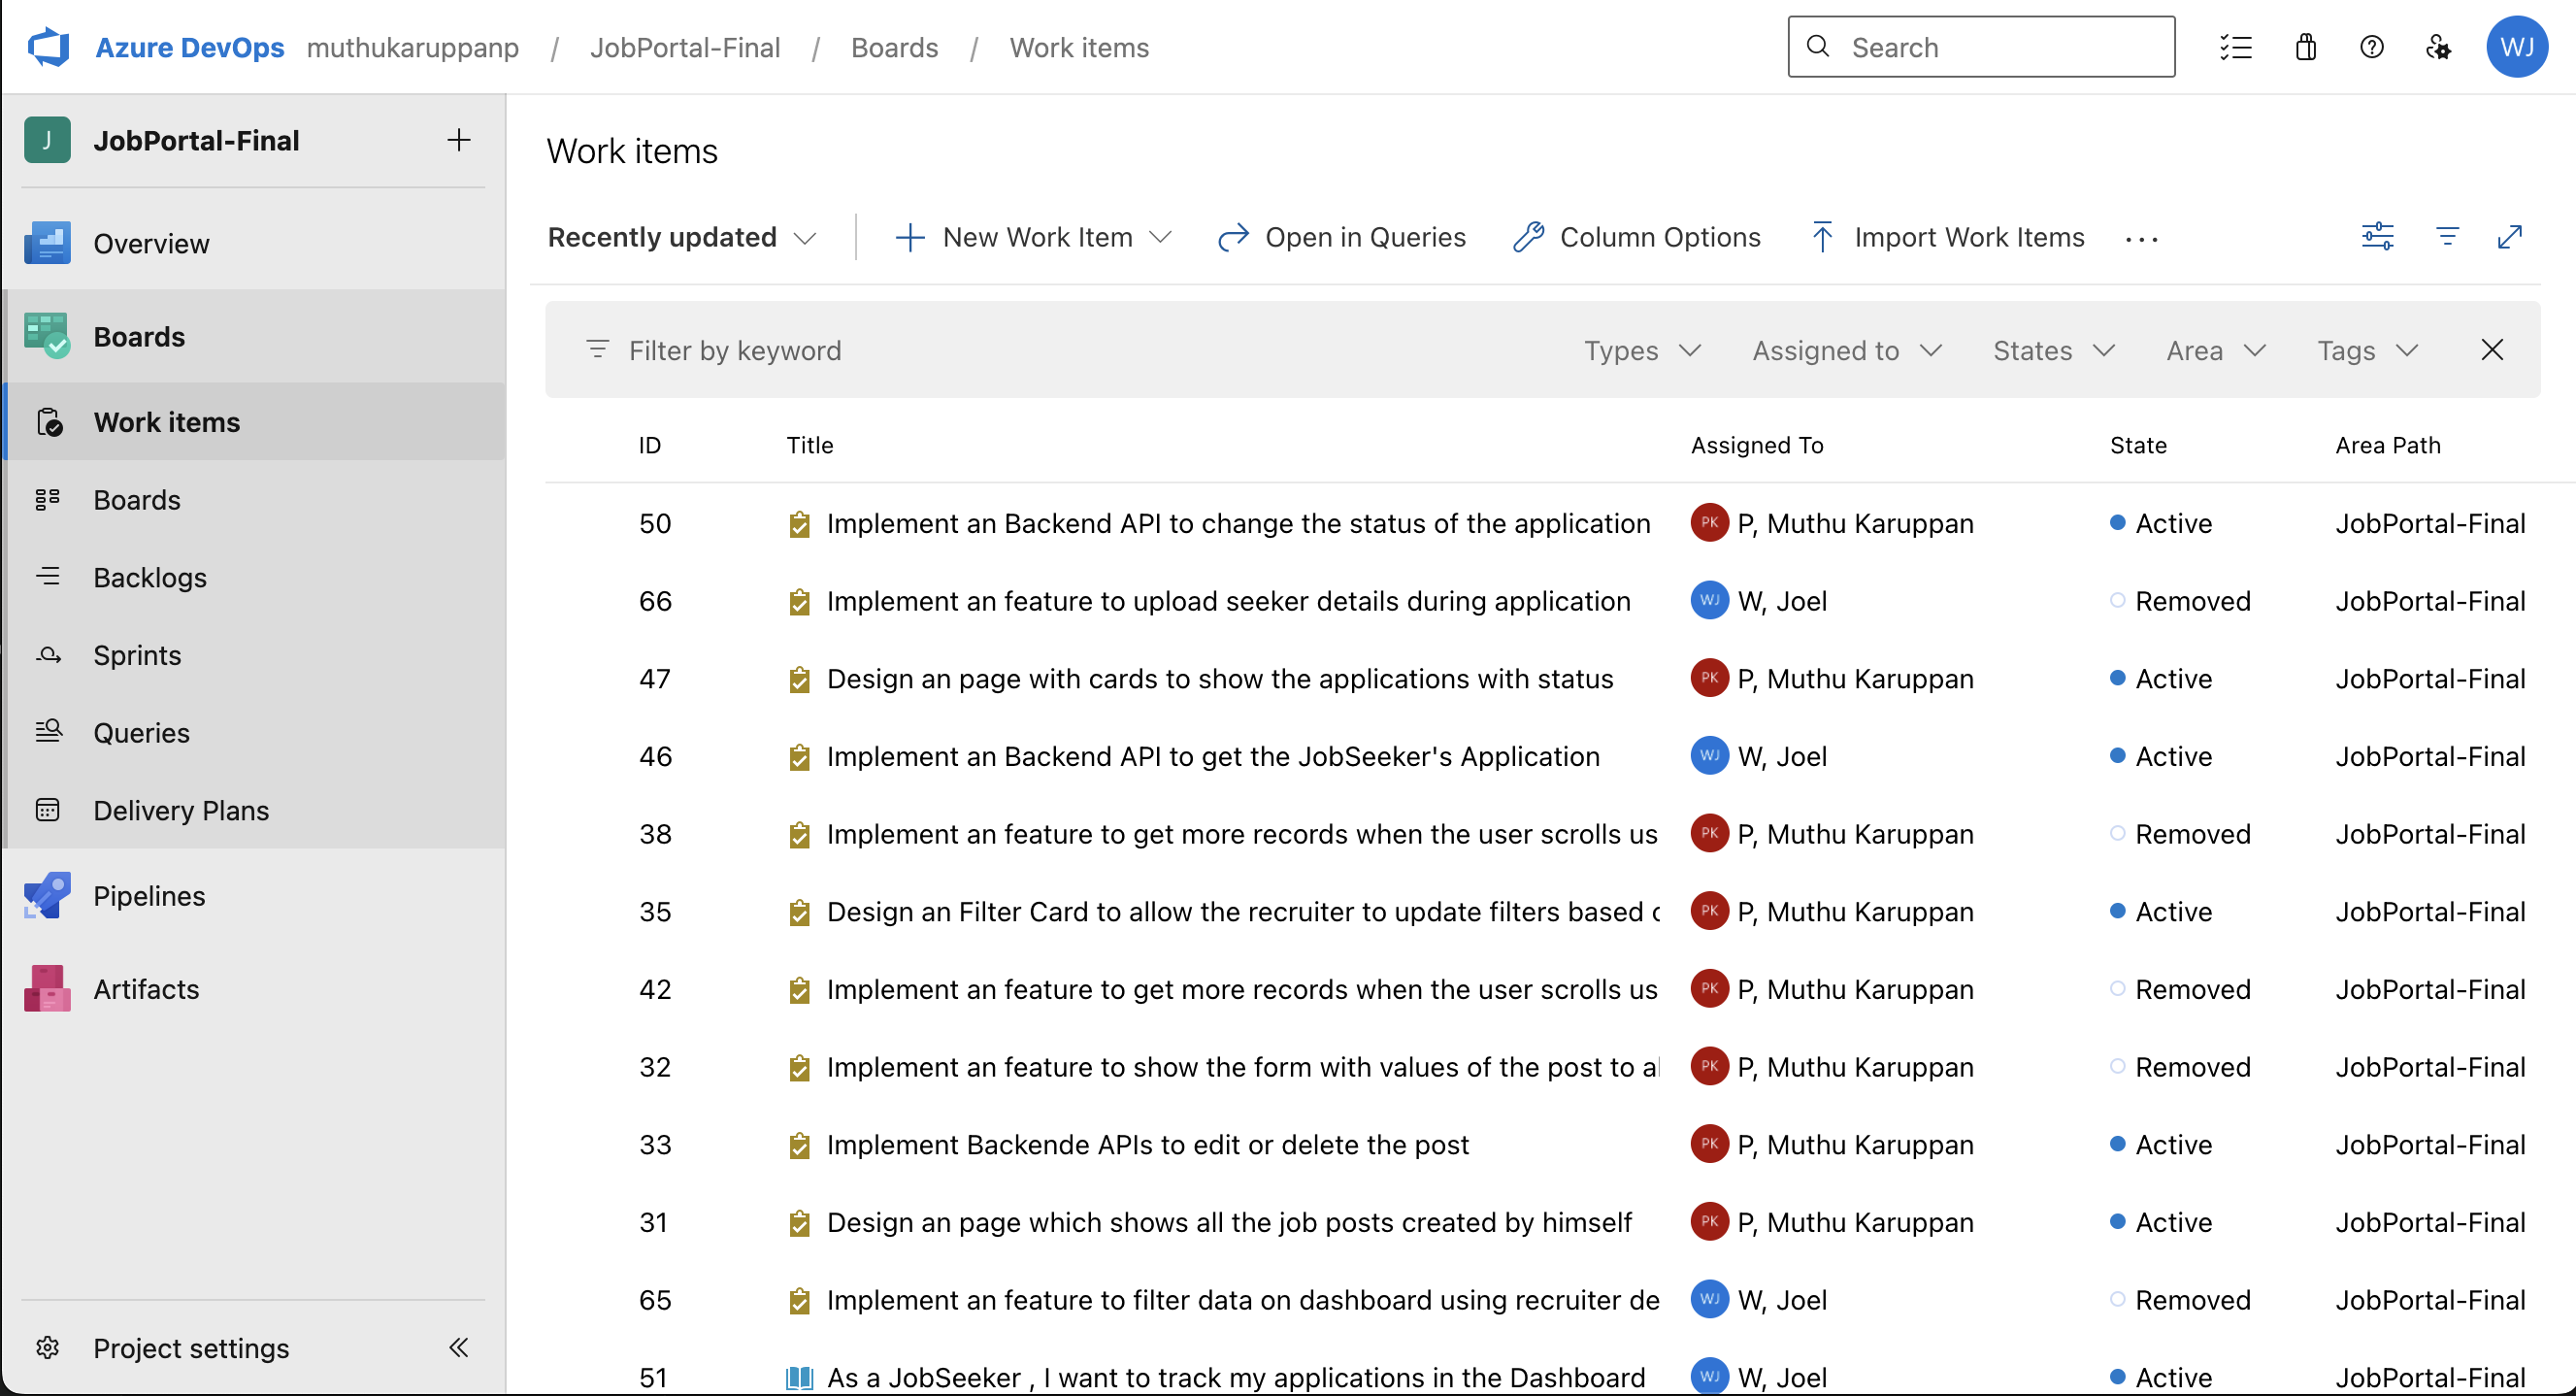 Azure DevOps muthukaruppanp / JobPortal-Final / Boards / Work items Search WJ
J JobPortal-Final
Overview
Boards
Work items
Boards
Backlogs
Sprints
Queries
Delivery Plans
Pipelines
Artifacts
Project settings
Work items
Recently updated New Work Item Open in Queries Column Options Import Work Items
Filter by keyword Types Assigned to States Area Tags
ID Title Assigned To State Area Path
50 Implement an Backend API to change the status of the application PK P, Muthu Karuppan Active JobPortal-Final
66 Implement an feature to upload seeker details during application WJ W, Joel Removed JobPortal-Final
47 Design an page with cards to show the applications with status PK P, Muthu Karuppan Active JobPortal-Final
46 Implement an Backend API to get the JobSeeker's Application WJ W, Joel Active JobPortal-Final
38 Implement an feature to get more records when the user scrolls us PK P, Muthu Karuppan Removed JobPortal-Final
35 Design an Filter Card to allow the recruiter to update filters based PK P, Muthu Karuppan Active JobPortal-Final
42 Implement an feature to get more records when the user scrolls us PK P, Muthu Karuppan Removed JobPortal-Final
32 Implement an feature to show the form with values of the post to PK P, Muthu Karuppan Removed JobPortal-Final
33 Implement Backende APIs to edit or delete the post PK P, Muthu Karuppan Active JobPortal-Final
31 Design an page which shows all the job posts created by himself PK P, Muthu Karuppan Active JobPortal-Final
65 Implement an feature to filter data on dashboard using recruiter de WJ W, Joel Removed JobPortal-Final
51 As a JobSeeker , I want to track my applications in the Dashboard WJ W, Joel Active JobPortal-Final